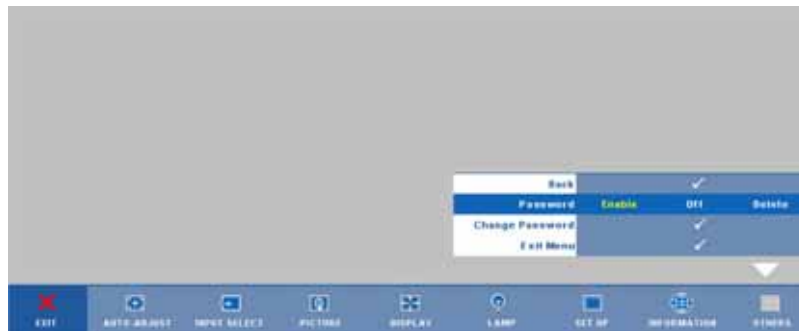 Back
Password Enable Off Delete
Change Password
Exit Menu
EXIT AUTO-ADJUST INPUT SELECT PICTURE DISPLAY LAMP SET UP INFORMATION OTHERS